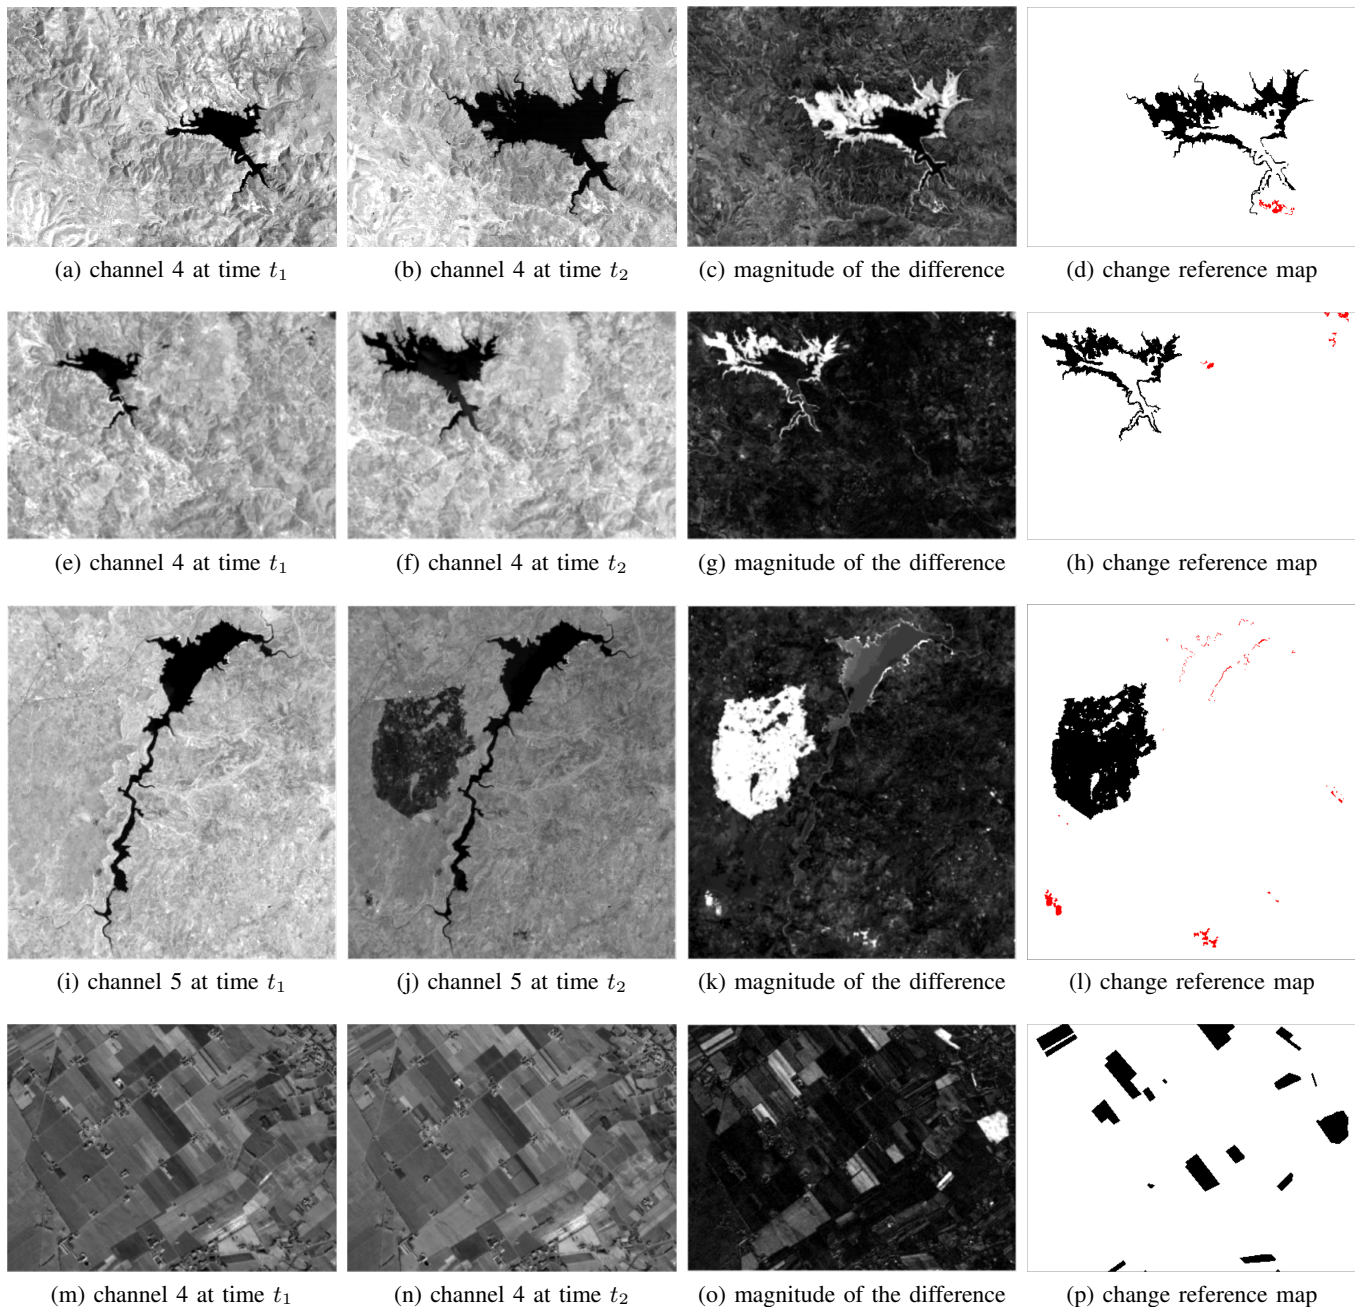 (a) channel 4 at time t₁ (b) channel 4 at time t₂ (c) magnitude of the difference (d) change reference map
(e) channel 4 at time t₁ (f) channel 4 at time t₂ (g) magnitude of the difference (h) change reference map
(i) channel 5 at time t₁ (j) channel 5 at time t₂ (k) magnitude of the difference (l) change reference map
(m) channel 4 at time t₁ (n) channel 4 at time t₂ (o) magnitude of the difference (p) change reference map